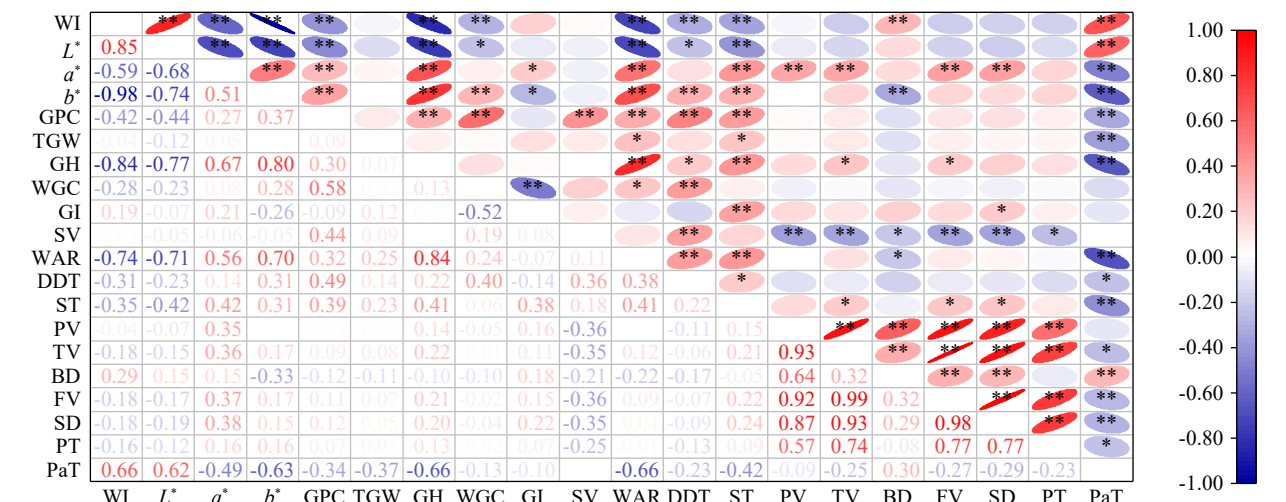 WI ** ** ** ** ** ** ** ** ** ** **
L* 0.85 ** ** ** ** * ** * ** **
a* -0.59 -0.68 ** ** ** * ** ** ** ** ** ** **
b* -0.98 -0.74 0.51 ** ** ** * ** ** ** ** **
GPC -0.42 -0.44 0.27 0.37 ** ** ** ** ** ** **
TGW -0.12 0.09 * * **
GH -0.84 -0.77 0.67 0.80 0.30 0.07 ** * ** * * **
WGC -0.28 -0.23 0.08 0.28 0.58 0.13 ** * **
GI 0.19 -0.07 0.21 -0.26 -0.09 0.12 -0.52 ** *
SV -0.06 -0.05 0.44 0.09 0.19 0.08 ** ** ** * ** ** *
WAR -0.74 -0.71 0.56 0.70 0.32 0.25 0.84 0.24 -0.07 0.11 ** ** * **
DDT -0.31 -0.23 0.14 0.31 0.49 0.14 0.22 0.40 -0.14 0.36 0.38 * *
ST -0.35 -0.42 0.42 0.31 0.39 0.23 0.41 0.06 0.38 0.18 0.41 0.22 * * * **
PV -0.04 -0.07 0.35 0.14 -0.05 0.16 -0.36 -0.11 0.15 ** ** ** ** **
TV -0.18 -0.15 0.36 0.17 0.08 0.22 0.11 -0.35 0.12 -0.06 0.21 0.93 ** ** ** ** *
BD 0.29 0.15 0.15 -0.33 -0.12 -0.11 -0.10 -0.10 0.18 -0.21 -0.22 -0.17 0.64 0.32 ** ** **
FV -0.18 -0.17 0.37 0.17 0.11 0.21 -0.02 0.15 -0.36 0.09 -0.07 0.22 0.92 0.99 0.32 ** ** **
SD -0.18 -0.19 0.38 0.15 0.12 0.20 -0.04 0.22 -0.35 -0.09 0.24 0.87 0.93 0.29 0.98 ** **
PT -0.16 -0.12 0.16 0.16 0.13 -0.25 -0.13 0.09 0.57 0.74 -0.08 0.77 0.77 *
PaT 0.66 0.62 -0.49 -0.63 -0.34 -0.37 -0.66 -0.13 -0.10 -0.66 -0.23 -0.42 -0.09 -0.25 0.30 -0.27 -0.29 -0.23
WI L* a* b* GPC TGW GH WGC GI SV WAR DDT ST PV TV BD FV SD PT PaT
1.00
0.80
0.60
0.40
0.20
0.00
-0.20
-0.40
-0.60
-0.80
-1.00